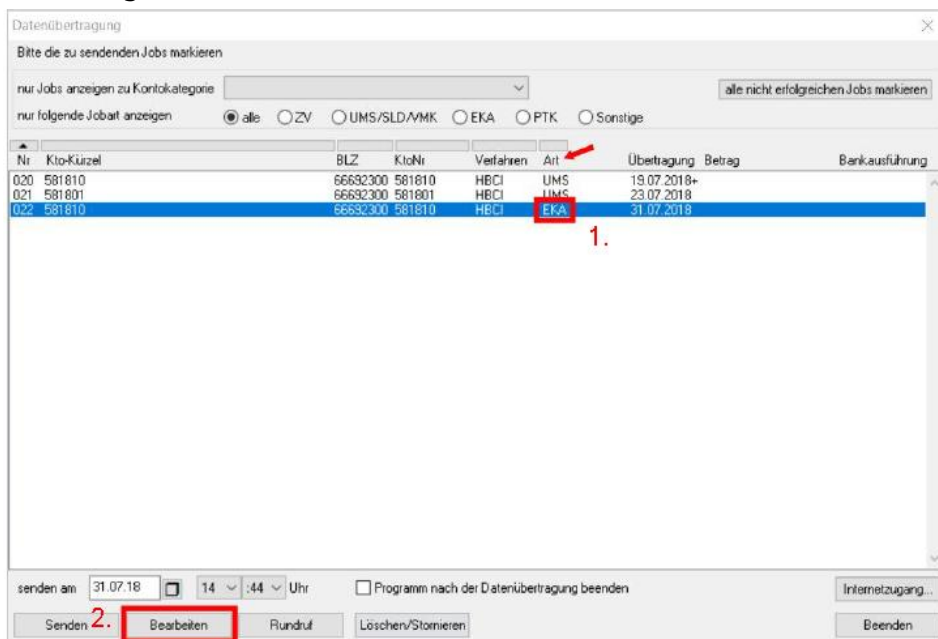 Datenübertragung
Bitte die zu sendenden Jobs markieren
nur Jobs anzeigen zu Kontokategorie alle nicht erfolgreichen Jobs markieren
nur folgende Jobart anzeigen alle ZV UMS/SLD/VMK EKA PTK Sonstige
Nr Kto-Kürzel BLZ KtoNr Verfahren Art Übertragung Betrag Bankausführung
020 581810 66692300 581810 HBCI UMS 19.07.2018+
021 581801 66692300 581801 HBCI UMS 23.07.2018
022 581810 66692300 581810 HBCI EKA 31.07.2018
1.
senden am 31.07.18 14 :44 Uhr Programm nach der Datenübertragung beenden Internetzugang...
Senden 2. Bearbeiten Rundruf Löschen/Stornieren Beenden